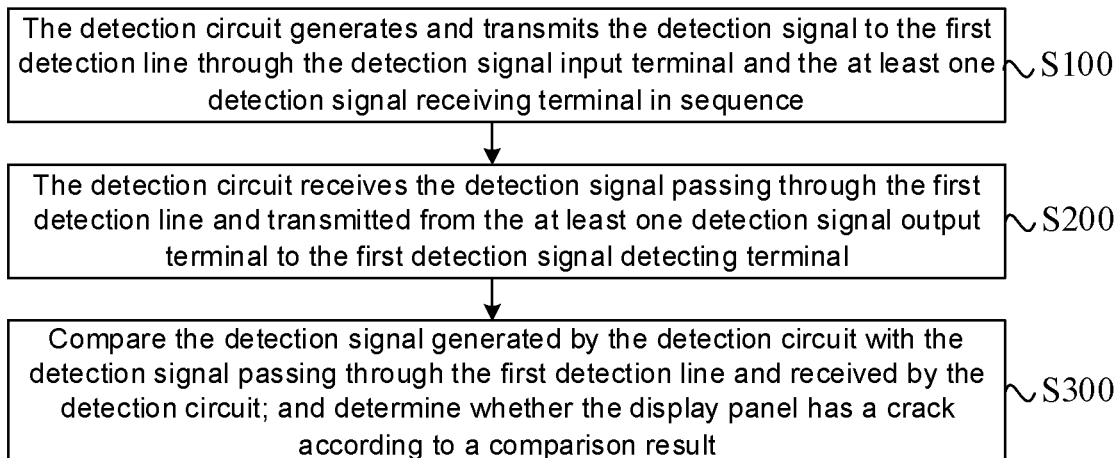 The detection circuit generates and transmits the detection signal to the first
detection line through the detection signal input terminal and the at least one
detection signal receiving terminal in sequence
S100
The detection circuit receives the detection signal passing through the first
detection line and transmitted from the at least one detection signal output
terminal to the first detection signal detecting terminal
S200
Compare the detection signal generated by the detection circuit with the
detection signal passing through the first detection line and received by the
detection circuit; and determine whether the display panel has a crack
according to a comparison result
S300